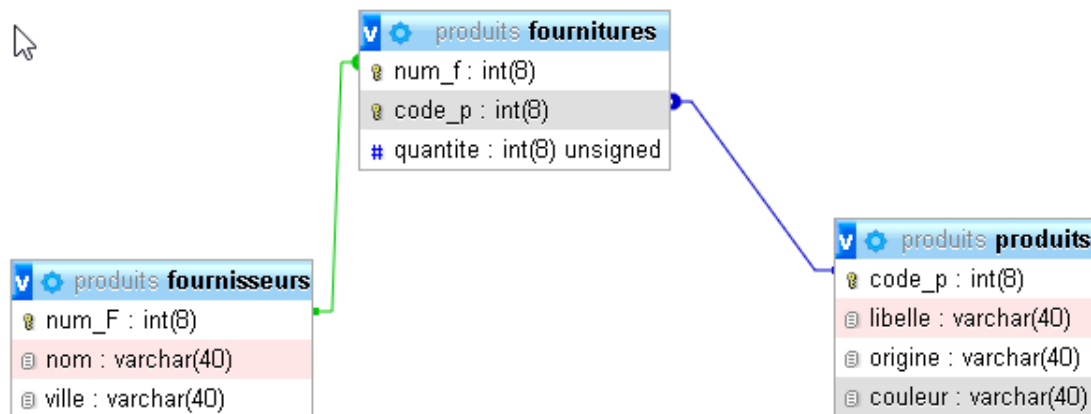 v produits fournitures
num_f : int(8)
code_p : int(8)
# quantite : int(8) unsigned
v produits fournisseurs
num_F : int(8)
nom : varchar(40)
ville : varchar(40)
v produits produits
code_p : int(8)
libelle : varchar(40)
origine : varchar(40)
couleur : varchar(40)